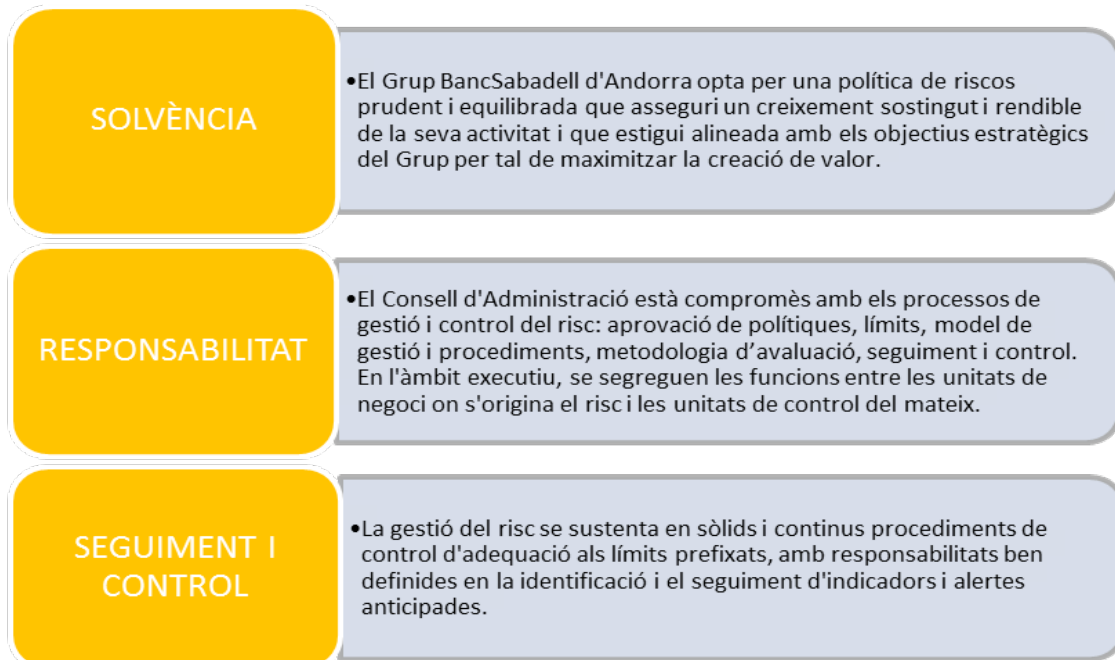 SOLVÈNCIA
•El Grup BancSabadell d'Andorra opta per una política de riscos
prudent i equilibrada que asseguri un creixement sostingut i rendible
de la seva activitat i que estigui alineada amb els objectius estratègics
del Grup per tal de maximitzar la creació de valor.
RESPONSABILITAT
•El Consell d'Administració està compromès amb els processos de
gestió i control del risc: aprovació de polítiques, límits, model de
gestió i procediments, metodologia d’avaluació, seguiment i control.
En l'àmbit executiu, se segreguen les funcions entre les unitats de
negoci on s'origina el risc i les unitats de control del mateix.
SEGUIMENT I
CONTROL
•La gestió del risc se sustenta en sòlids i continus procediments de
control d'adequació als límits prefixats, amb responsabilitats ben
definides en la identificació i el seguiment d'indicadors i alertes
anticipades.